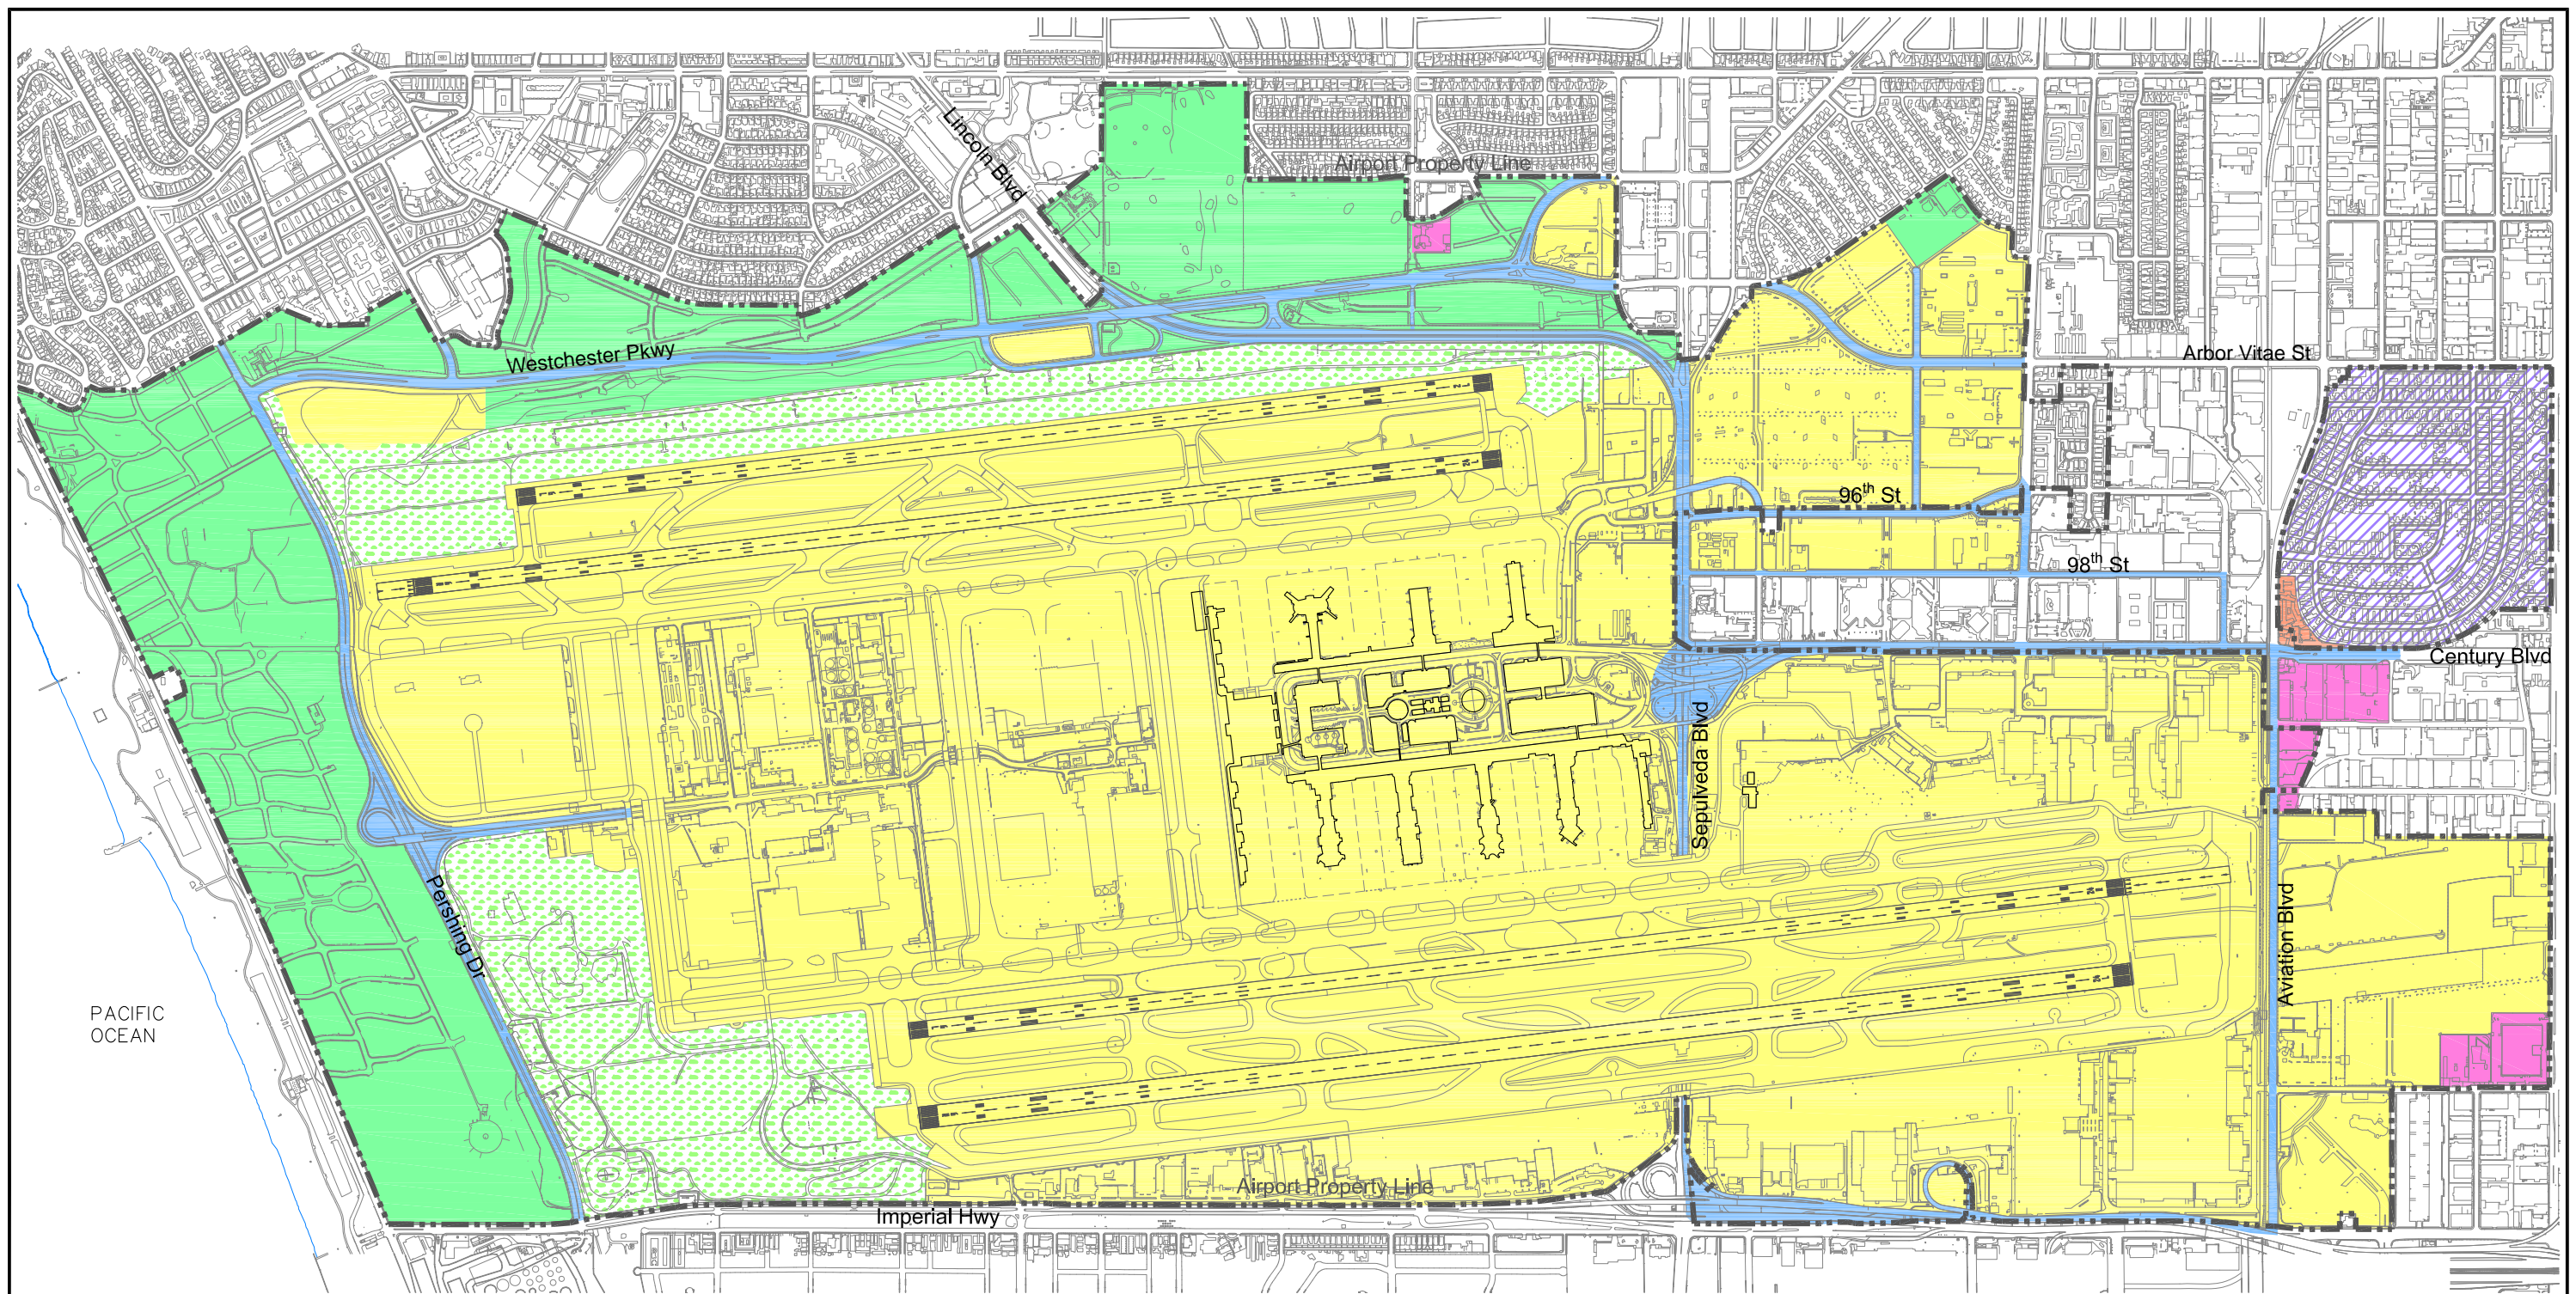 Lincoln Blvd
Airport Property Line
Westchester Pkwy
Arbor Vitae St
96th St
98th St
Century Blvd
Sepulveda Blvd
Pershing Dr
Aviation Blvd
PACIFIC
OCEAN
Airport Property Line
Imperial Hwy